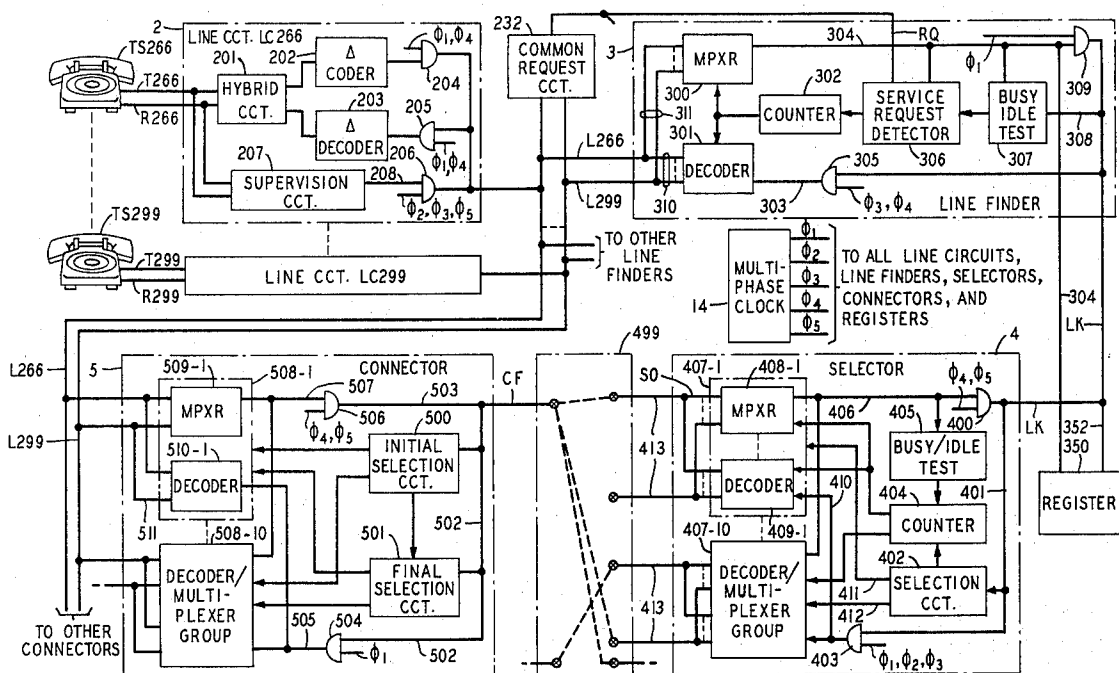 TS266
T266
R266
2
LINE CCT. LC266
201
HYBRID
CCT.
202
Δ
CODER
ϕ1,ϕ4
204
203
Δ
DECODER
205
ϕ1,ϕ4
207
SUPERVISION
CCT.
208
206
ϕ2,ϕ3,ϕ5
TS299
T299
R299
LINE CCT. LC299
232
COMMON
REQUEST
CCT.
L266
L299
TO OTHER
LINE
FINDERS
3
MPXR
300
311
301
DECODER
310
304
RQ
302
COUNTER
SERVICE
REQUEST
DETECTOR
306
BUSY
IDLE
TEST
307
ϕ1
309
308
303
305
ϕ3,ϕ4
LINE FINDER
14
MULTI-
PHASE
CLOCK
ϕ1
ϕ2
ϕ3
ϕ4
ϕ5
TO ALL LINE CIRCUITS,
LINE FINDERS, SELECTORS,
CONNECTORS, AND
REGISTERS
304
LK
L266
L299
5
CONNECTOR
509-1
508-1
MPXR
507
503
506
ϕ4,ϕ5
510-1
DECODER
511
500
INITIAL
SELECTION
CCT.
502
508-10
DECODER/
MULTI-
PLEXER
GROUP
501
FINAL
SELECTION
CCT.
505
504
ϕ1
502
TO OTHER
CONNECTORS
CF
499
SELECTOR
4
SO
407-1
408-1
MPXR
413
DECODER
409-1
407-10
DECODER/
MULTI-
PLEXER
GROUP
413
413
406
405
ϕ4,ϕ5
400
LK
BUSY/IDLE
TEST
410
404
401
COUNTER
402
SELECTION
CCT.
411
412
403
ϕ1,ϕ2,ϕ3
352
350
REGISTER